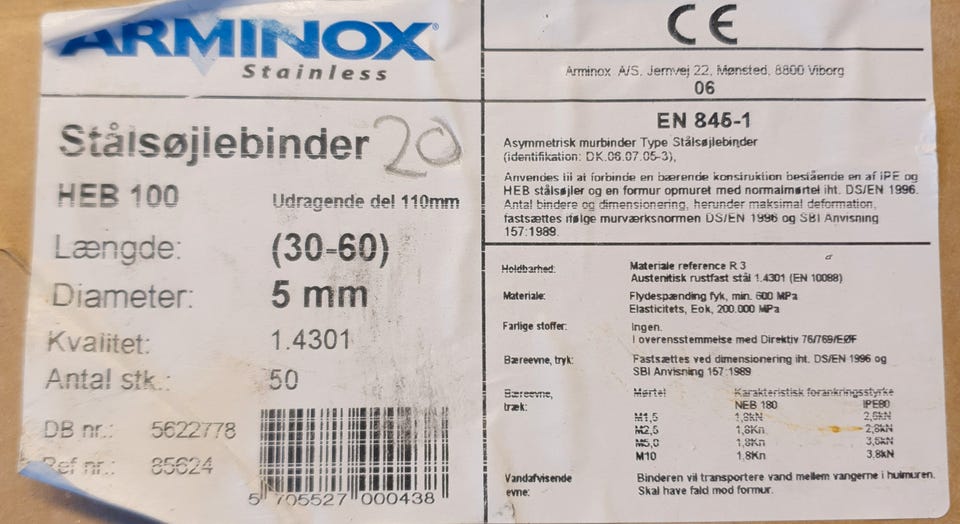 ARMINOX®
Stainless
Stålsøjlebinder 20
HEB 100 Udragende del 110mm
Længde: (30-60)
Diameter: 5 mm
Kvalitet: 1.4301
Antal stk.: 50
DB nr.: 5622778
Ref nr.: 85624
5 705527 000438
CE
Arminox A/S, Jernvej 22, Mønsted, 8800 Viborg
06
EN 845-1
Asymmetrisk murbinder Type Stålsøjlebinder
(identifikation: DK.06.07.05-3),
Anvendes til at forbinde en bærende konstruktion bestående en af IPE og
HEB stålsøjler og en formur opmuret med normalmørtel iht. DS/EN 1996.
Antal bindere og dimensionering, herunder maksimal deformation,
fastsættes ifølge murværksnormen DS/EN 1996 og SBI Anvisning
157:1989.
Holdbarhed: Materiale reference R 3
Austenitisk rustfast stål 1.4301 (EN 10088)
Materiale: Flydespænding fyk, min. 600 MPa
Elasticitets, Eok, 200.000 MPa
Farlige stoffer: Ingen.
I overensstemmelse med Direktiv 76/769/EØF
Bæreevne, tryk: Fastsættes ved dimensionering iht. DS/EN 1996 og
SBI Anvisning 157:1989
Bæreevne, Mørtel Karakteristisk forankringsstyrke
træk: NEB 180 IPE80
M1,5 1,8kN 2,5kN
M2,5 1,8Kn 2,8kN
M5,0 1,8Kn 3,5kN
M10 1.8Kn 3.8kN
Vandafvisende Binderen vil transportere vand mellem vangerne i hulmuren.
evne: Skal have fald mod formur.